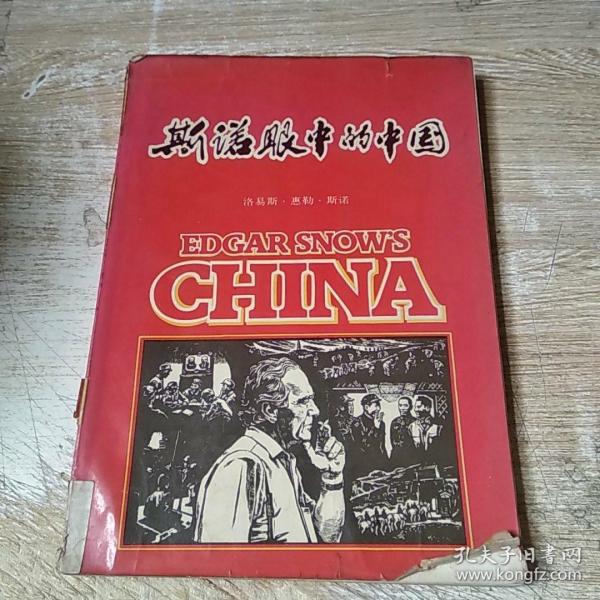 斯诺眼中的中国
洛易斯·惠勒·斯诺
EDGAR SNOW'S
CHINA
孔夫子旧书网
www.kongfz.com